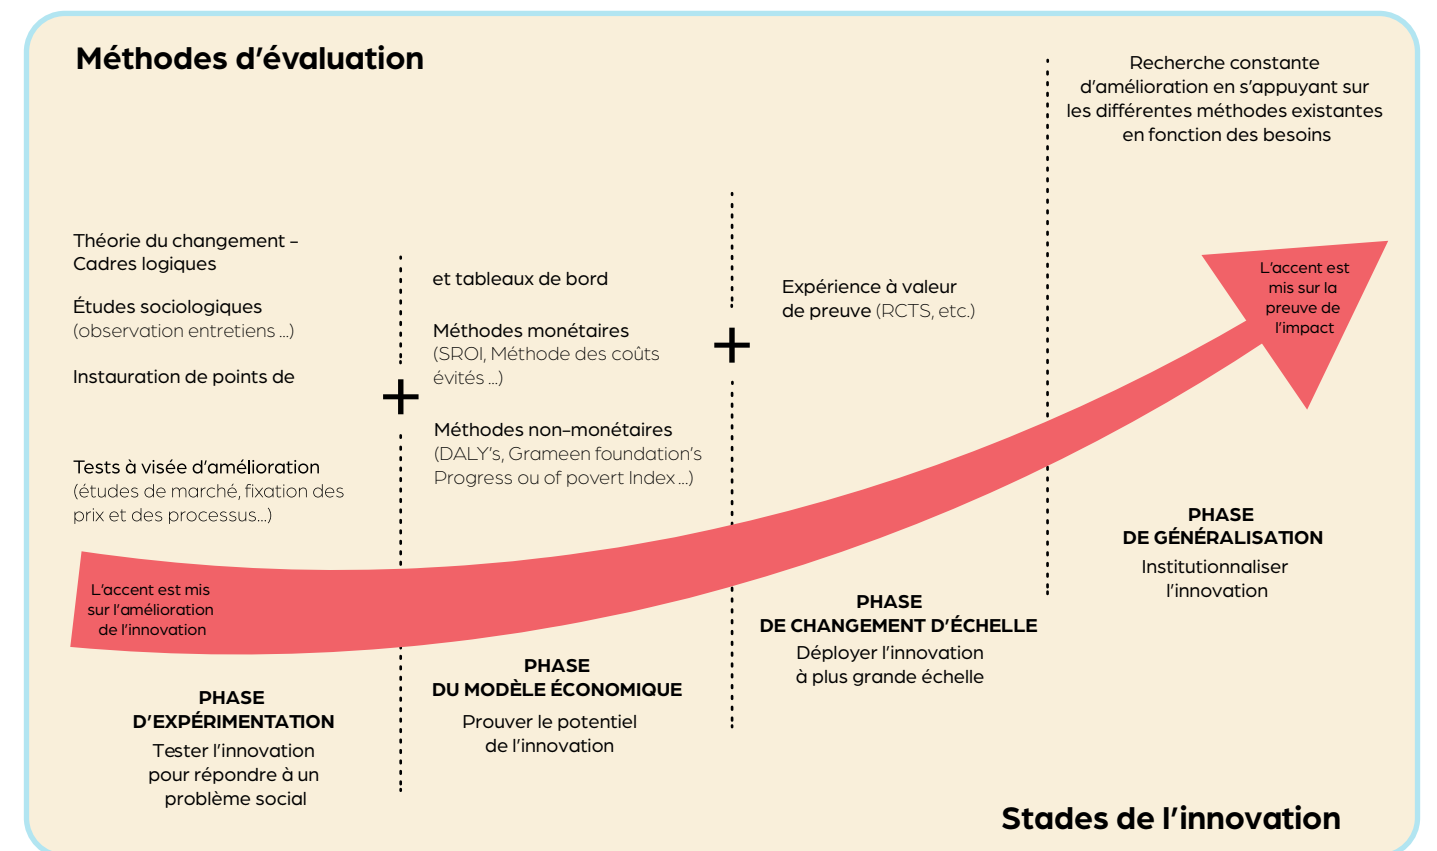 Méthodes d'évaluation
Théorie du changement -
Cadres logiques
Études sociologiques
(observation entretiens ...)
Instauration de points de
Tests à visée d'amélioration
(études de marché, fixation des
prix et des processus...)
L'accent est mis
sur l'amélioration
de l'innovation
PHASE
D'EXPÉRIMENTATION
Tester l'innovation
pour répondre à un
problème social
+
et tableaux de bord
Méthodes monétaires
(SROI, Méthode des coûts
évités ...)
Méthodes non-monétaires
(DALY's, Grameen foundation's
Progress ou of povert Index ...)
PHASE
DU MODÈLE ÉCONOMIQUE
Prouver le potentiel
de l'innovation
+
Expérience à valeur
de preuve (RCTS, etc.)
PHASE
DE CHANGEMENT D'ÉCHELLE
Déployer l'innovation
à plus grande échelle
Recherche constante
d'amélioration en s'appuyant sur
les différentes méthodes existantes
en fonction des besoins
L'accent est
mis sur la
preuve de
l'impact
PHASE
DE GÉNÉRALISATION
Institutionnaliser
l'innovation
Stades de l'innovation